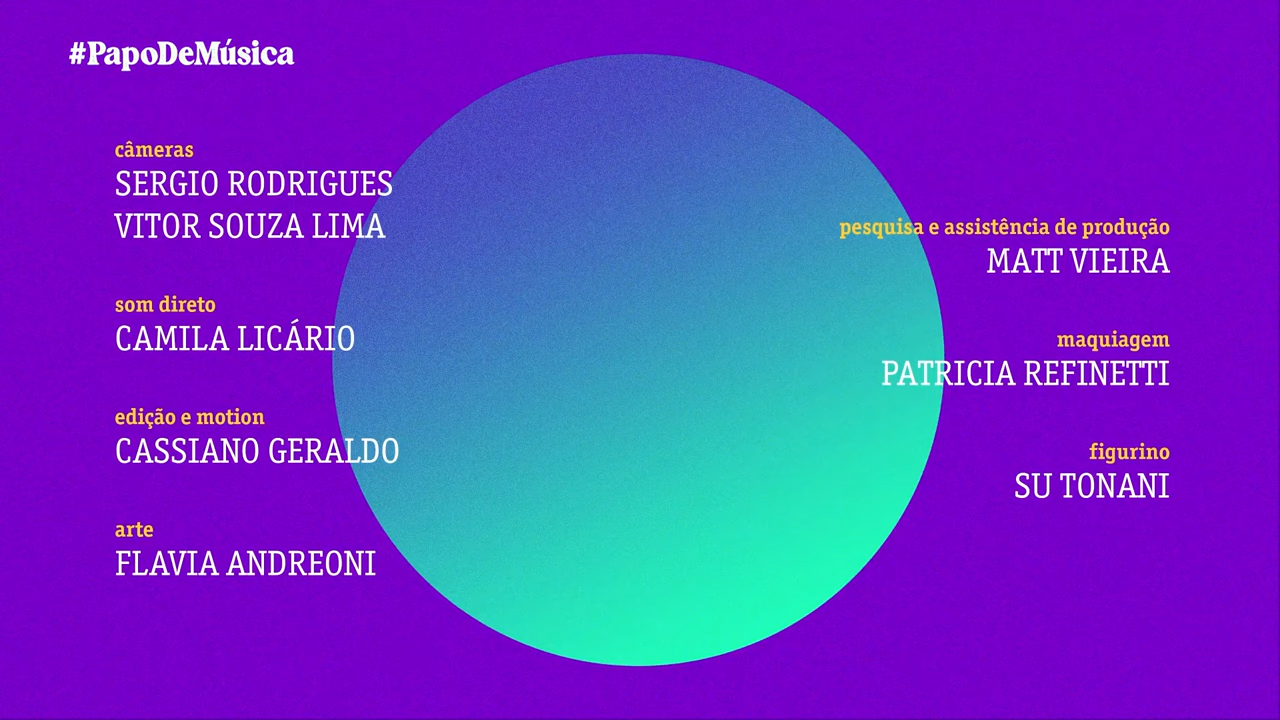 #PapoDeMúsica
câmeras
SERGIO RODRIGUES
VITOR SOUZA LIMA
som direto
CAMILA LICÁRIO
edição e motion
CASSIANO GERALDO
arte
FLAVIA ANDREONI
pesquisa e assistência de produção
MATT VIEIRA
maquiagem
PATRICIA REFINETTI
figurino
SU TONANI